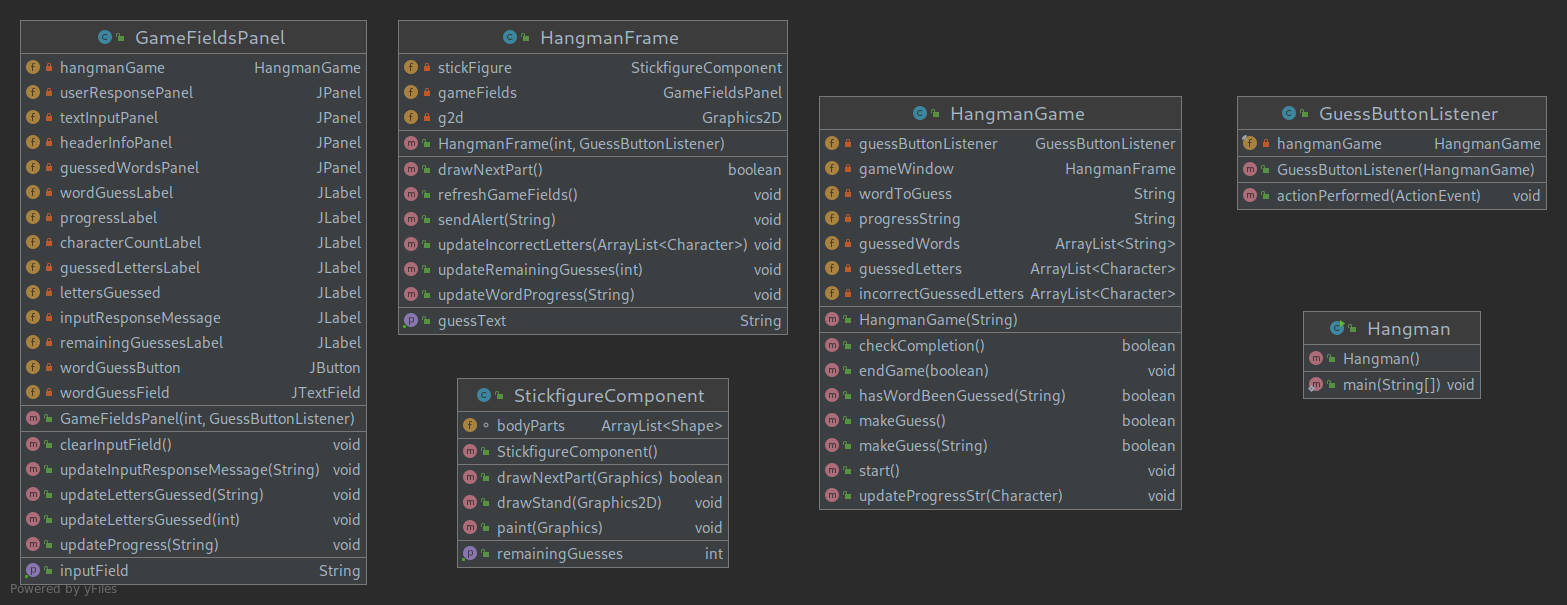 GameFieldsPanel
hangmanGame HangmanGame
userResponsePanel JPanel
textInputPanel JPanel
headerInfoPanel JPanel
guessedWordsPanel JPanel
wordGuessLabel JLabel
progressLabel JLabel
characterCountLabel JLabel
guessedLettersLabel JLabel
lettersGuessed JLabel
inputResponseMessage JLabel
remainingGuessesLabel JLabel
wordGuessButton JButton
wordGuessField JTextField
GameFieldsPanel(int, GuessButtonListener)
clearInputField() void
updateInputResponseMessage(String) void
updateLettersGuessed(String) void
updateLettersGuessed(int) void
updateProgress(String) void
inputField String
HangmanFrame
stickFigure StickfigureComponent
gameFields GameFieldsPanel
g2d Graphics2D
HangmanFrame(int, GuessButtonListener)
drawNextPart() boolean
refreshGameFields() void
sendAlert(String) void
updateIncorrectLetters(ArrayList<Character>) void
updateRemainingGuesses(int) void
updateWordProgress(String) void
guessText String
StickfigureComponent
bodyParts ArrayList<Shape>
StickfigureComponent()
drawNextPart(Graphics) boolean
drawStand(Graphics2D) void
paint(Graphics) void
remainingGuesses int
HangmanGame
guessButtonListener GuessButtonListener
gameWindow HangmanFrame
wordToGuess String
progressString String
guessedWords ArrayList<String>
guessedLetters ArrayList<Character>
incorrectGuessedLetters ArrayList<Character>
HangmanGame(String)
checkCompletion() boolean
endGame(boolean) void
hasWordBeenGuessed(String) boolean
makeGuess() boolean
makeGuess(String) boolean
start() void
updateProgressStr(Character) void
GuessButtonListener
hangmanGame HangmanGame
GuessButtonListener(HangmanGame)
actionPerformed(ActionEvent) void
Hangman
Hangman()
main(String[]) void
Powered by yFiles